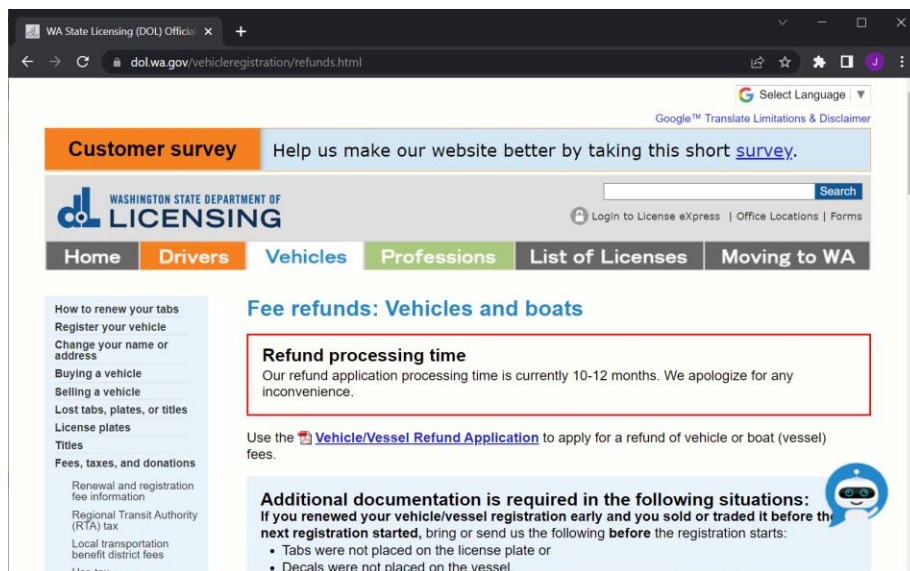 WA State Licensing (DOL) Official
dol.wa.gov/vehicleregistration/refunds.html
J
Select Language
Google™ Translate Limitations & Disclaimer
Customer survey
Help us make our website better by taking this short survey.
WASHINGTON STATE DEPARTMENT OF
dol LICENSING
Search
Login to License eXpress | Office Locations | Forms
Home
Drivers
Vehicles
Professions
List of Licenses
Moving to WA
How to renew your tabs
Register your vehicle
Change your name or
address
Buying a vehicle
Selling a vehicle
Lost tabs, plates, or titles
License plates
Titles
Fees, taxes, and donations
Renewal and registration
fee information
Regional Transit Authority
(RTA) tax
Local transportation
benefit district fees
Use tax
Fee refunds: Vehicles and boats
Refund processing time
Our refund application processing time is currently 10-12 months. We apologize for any
inconvenience.
Use the Vehicle/Vessel Refund Application to apply for a refund of vehicle or boat (vessel)
fees.
Additional documentation is required in the following situations:
If you renewed your vehicle/vessel registration early and you sold or traded it before
next registration started, bring or send us the following before the registration starts:
• Tabs were not placed on the license plate or
• Decals were not placed on the vessel.